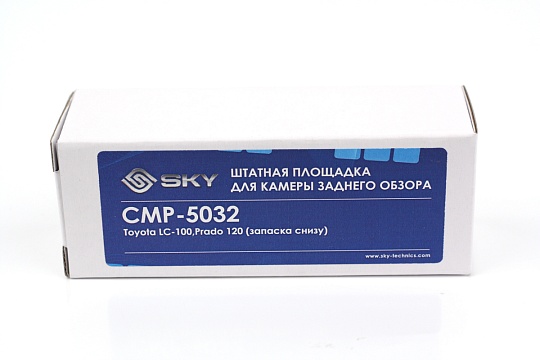 SKY
ШТАТНАЯ ПЛОЩАДКА
ДЛЯ КАМЕРЫ ЗАДНЕГО ОБЗОРА
CMP-5032
Toyota LC-100,Prado 120 (запаска снизу)
www.sky-technics.com